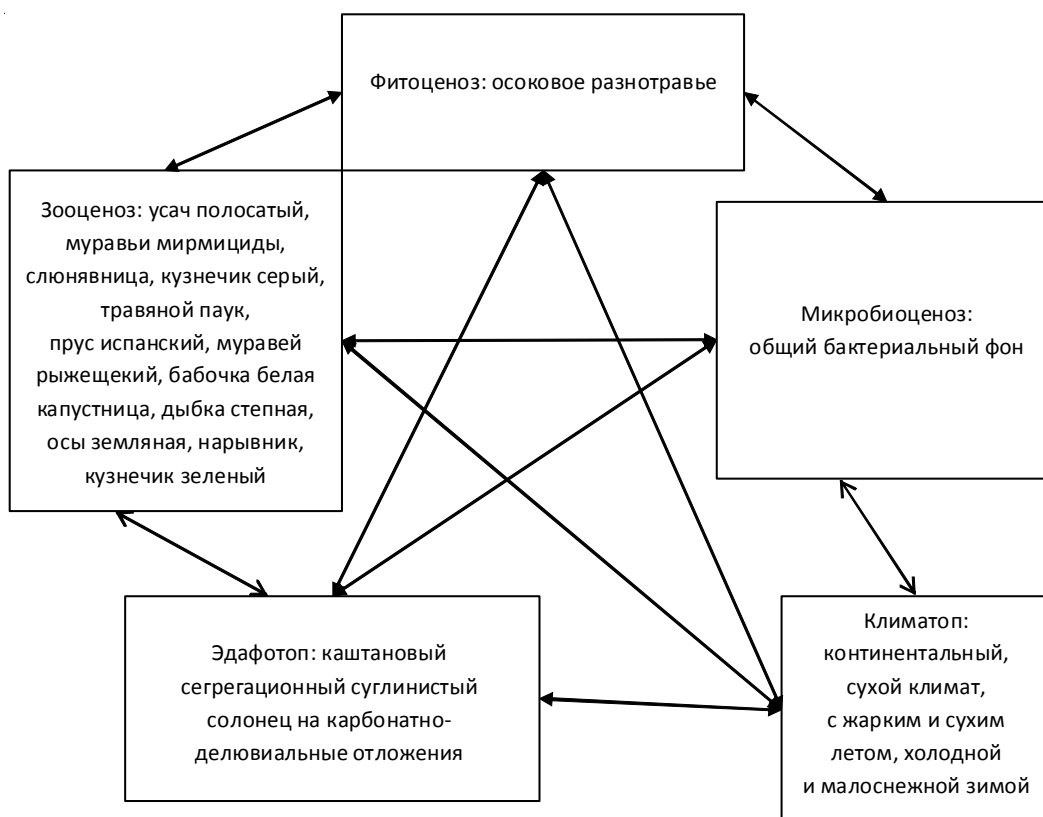 Фитоценоз: осоковое разнотравье
Зооценоз: усач полосатый,
муравьи мирмициды,
слюнявница, кузнечик серый,
травяной паук,
прус испанский, муравей
рыжещекий, бабочка белая
капустница, дыбка степная,
осы земляная, нарывник,
кузнечик зеленый
Микробиоценоз:
общий бактериальный фон
Эдафотоп: каштановый
сегрегационный суглинистый
солонец на карбонатно-
делювиальные отложения
Климатоп:
континентальный,
сухой климат,
с жарким и сухим
летом, холодной
и малоснежной зимой